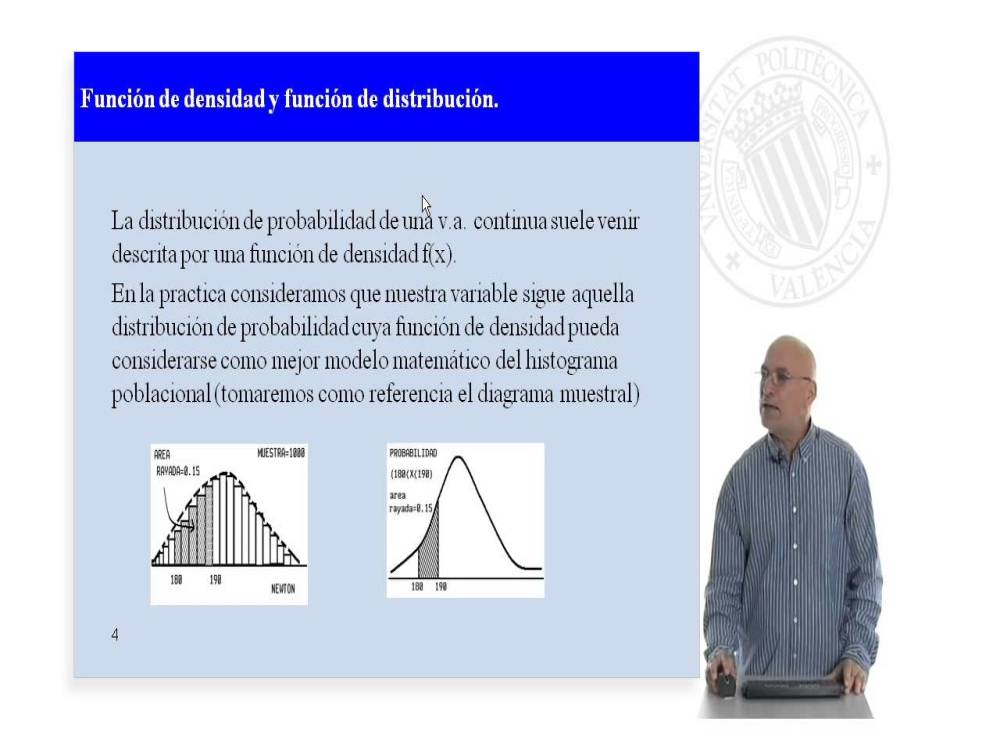 Función de densidad y función de distribución.
La distribución de probabilidad de una v.a. continua suele venir
descrita por una función de densidad f(x).
En la practica consideramos que nuestra variable sigue aquella
distribución de probabilidad cuya función de densidad pueda
considerarse como mejor modelo matemático del histograma
poblacional (tomaremos como referencia el diagrama muestral)
AREA
RAYADA=0.15
MUESTRA=1000
180 190
NEWTON
PROBABILIDAD
(180(X(190)
area
rayada=0.15
180 190
4
UNIVERSITAT POLITÈCNICA
VALÈNCIA